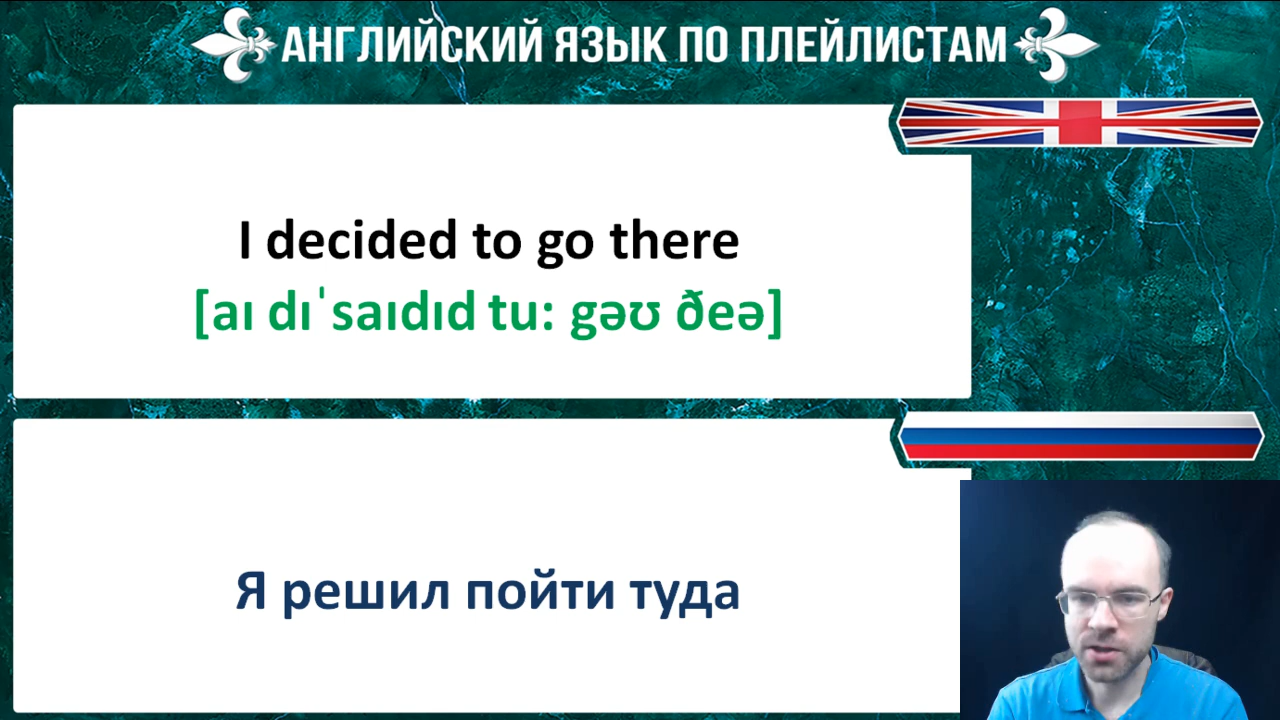 АНГЛИЙСКИЙ ЯЗЫК ПО ПЛЕЙЛИСТАМ
I decided to go there
[aɪ dɪˈsaɪdɪd tu: gəʊ ðeə]
Я решил пойти туда